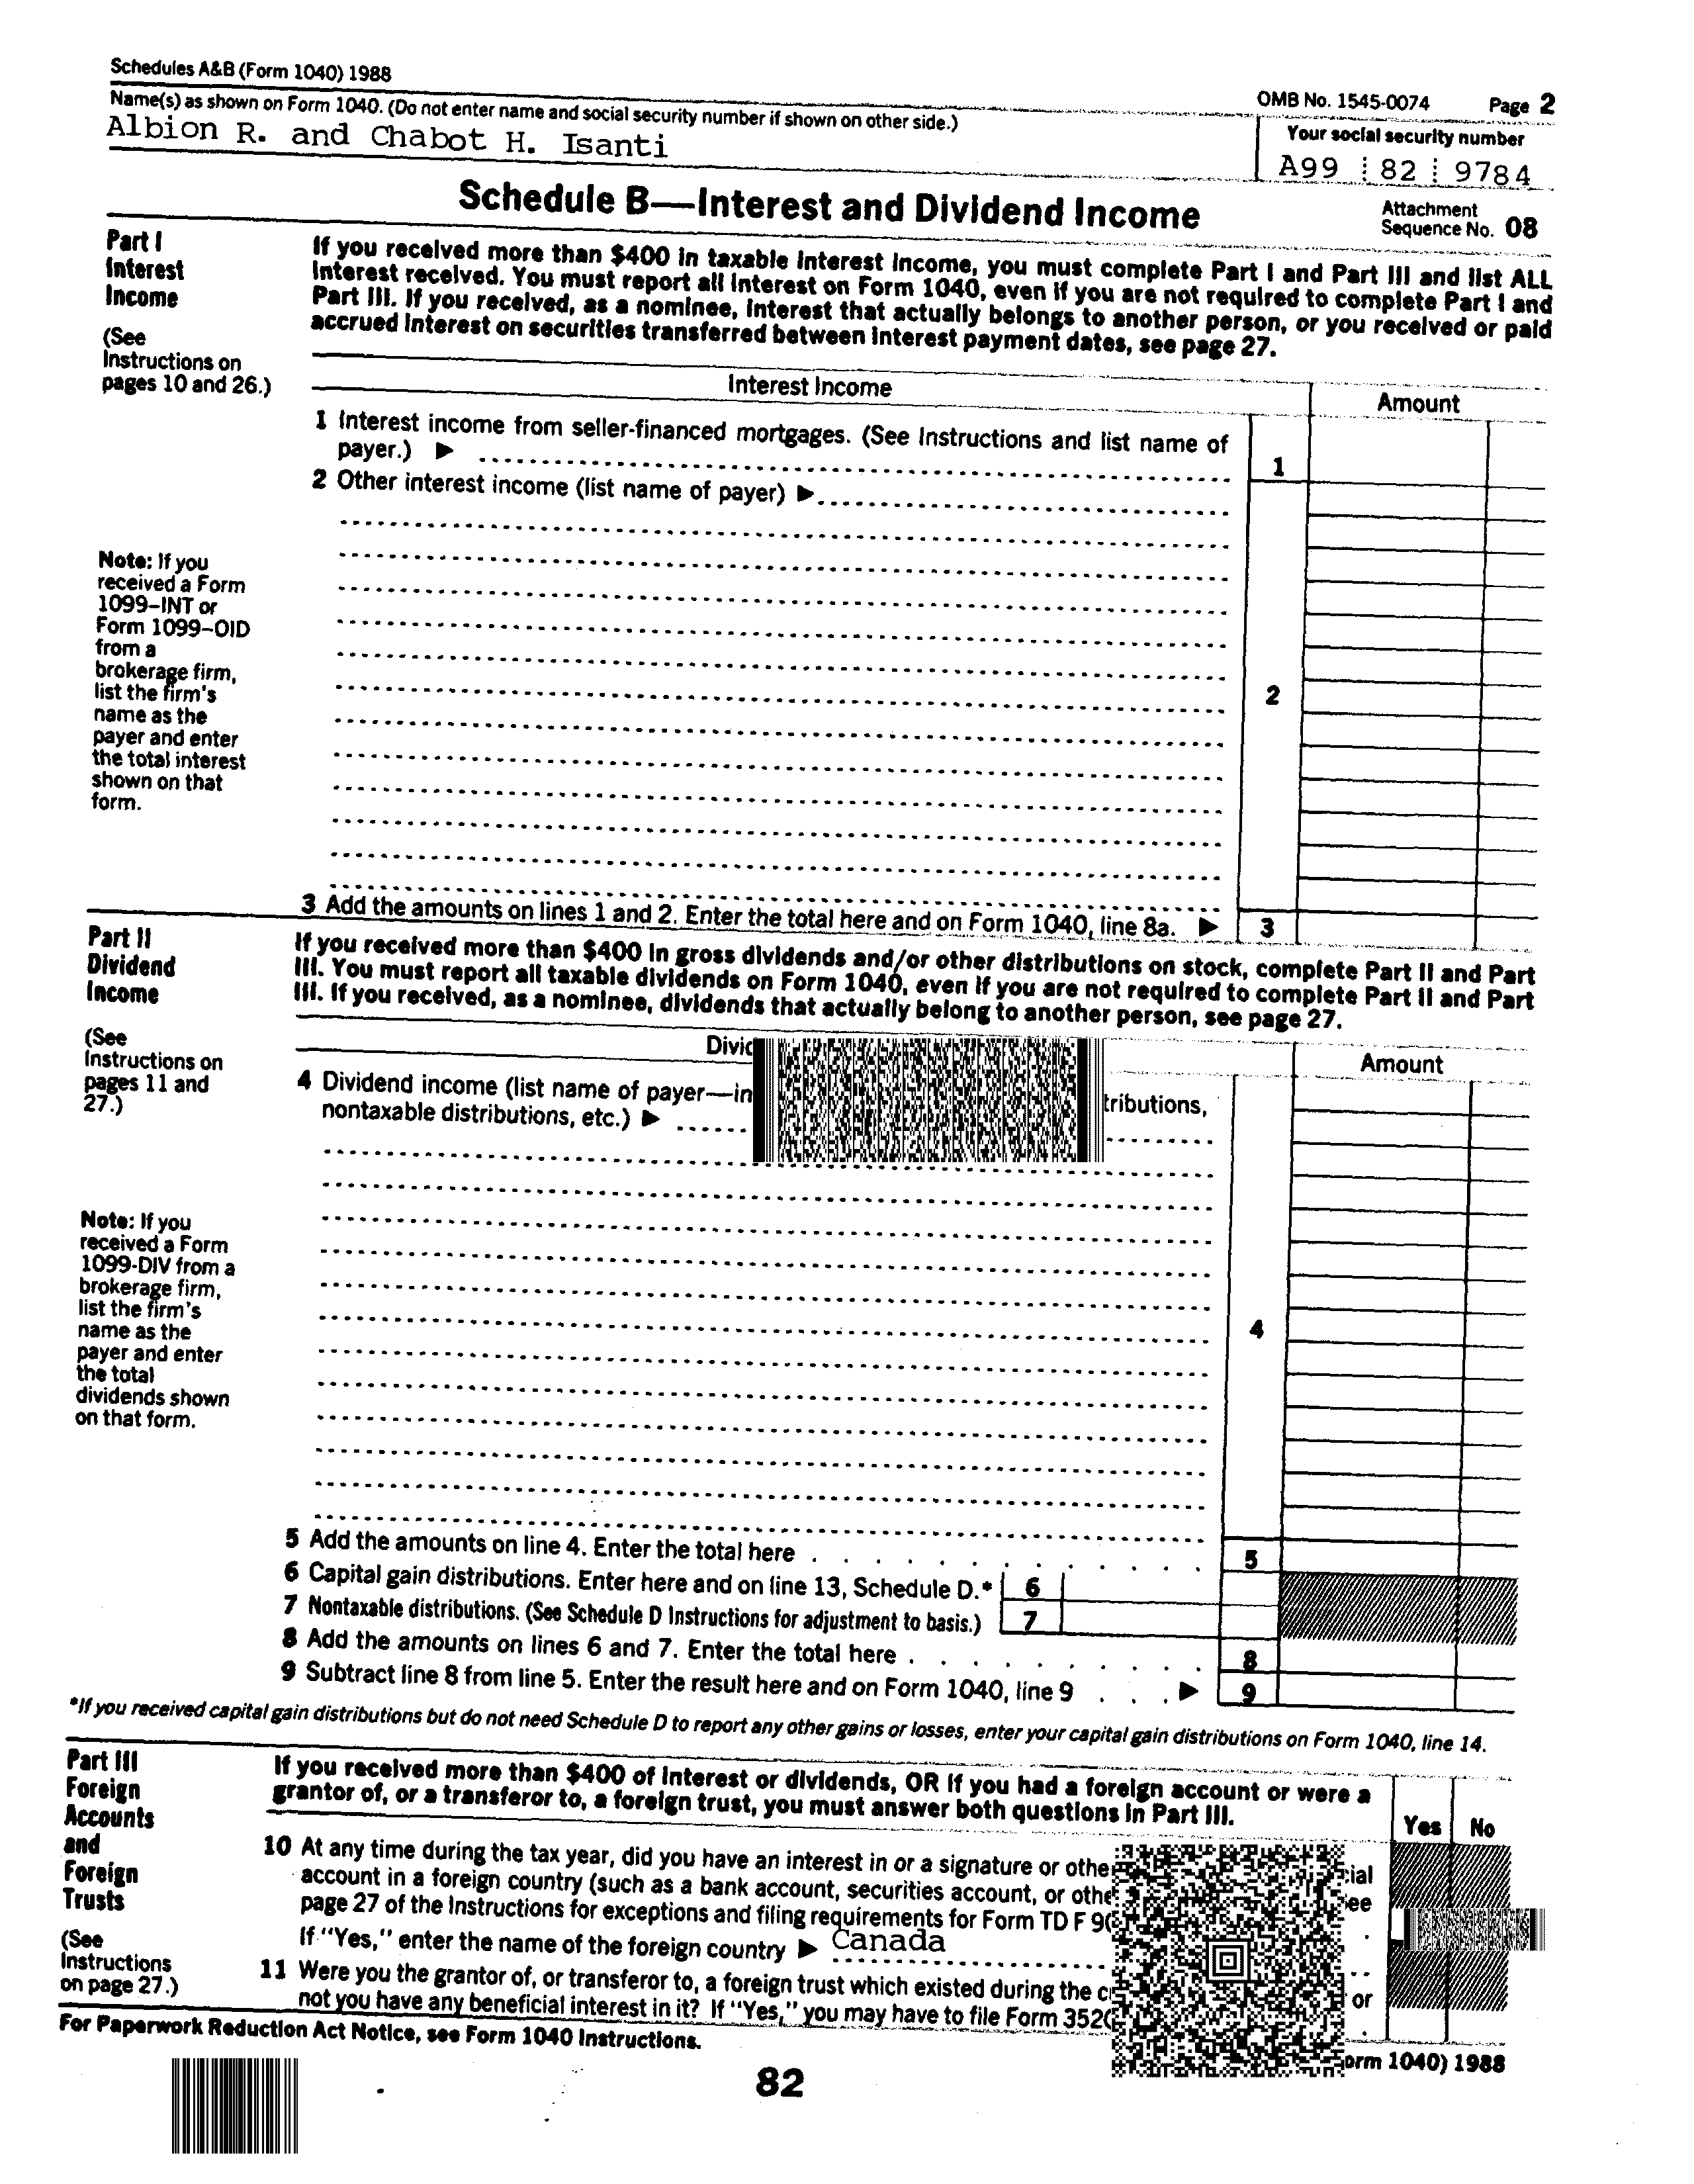 Schedules A&B (Form 1040) 1988
OMB No. 1545-0074 Page 2
Name(s) as shown on Form 1040. (Do not enter name and social security number if shown on other side.)
Your social security number
Albion R. and Chabot H. Isanti
A99 82 9784
Schedule B—Interest and Dividend Income
Attachment
Sequence No. 08
Part I
Interest
Income
(See
Instructions on
pages 10 and 26.)
If you received more than $400 in taxable interest income, you must complete Part I and Part III and list ALL
interest received. You must report all interest on Form 1040, even if you are not required to complete Part I and
Part III. If you received, as a nominee, interest that actually belongs to another person, or you received or paid
accrued interest on securities transferred between interest payment dates, see page 27.
Interest Income
Amount
1 Interest income from seller-financed mortgages. (See Instructions and list name of
payer.) ▶
1
2 Other interest income (list name of payer) ▶
Note: If you
received a Form
1099-INT or
Form 1099-OID
from a
brokerage firm,
list the firm's
name as the
payer and enter
the total interest
shown on that
form.
2
3 Add the amounts on lines 1 and 2. Enter the total here and on Form 1040, line 8a. ▶ 3
Part II
Dividend
Income
(See
Instructions on
pages 11 and
27.)
If you received more than $400 in gross dividends and/or other distributions on stock, complete Part II and Part
III. You must report all taxable dividends on Form 1040, even if you are not required to complete Part II and Part
III. If you received, as a nominee, dividends that actually belong to another person, see page 27.
Amount
4 Dividend income (list name of payer—in
tributions,
nontaxable distributions, etc.) ▶
Note: If you
received a Form
1099-DIV from a
brokerage firm,
list the firm's
name as the
payer and enter
the total
dividends shown
on that form.
4
5 Add the amounts on line 4. Enter the total here 5
6 Capital gain distributions. Enter here and on line 13, Schedule D.* 6
7 Nontaxable distributions. (See Schedule D Instructions for adjustment to basis.) 7
8 Add the amounts on lines 6 and 7. Enter the total here 8
9 Subtract line 8 from line 5. Enter the result here and on Form 1040, line 9 ▶ 9
*If you received capital gain distributions but do not need Schedule D to report any other gains or losses, enter your capital gain distributions on Form 1040, line 14.
Part III
Foreign
Accounts
and
Foreign
Trusts
(See
Instructions
on page 27.)
If you received more than $400 of interest or dividends, OR if you had a foreign account or were a
grantor of, or a transferor to, a foreign trust, you must answer both questions in Part III.
Yes No
10 At any time during the tax year, did you have an interest in or a signature or othe
ial
account in a foreign country (such as a bank account, securities account, or othe
ee
page 27 of the Instructions for exceptions and filing requirements for Form TD F 9
If "Yes," enter the name of the foreign country ▶ Canada
11 Were you the grantor of, or transferor to, a foreign trust which existed during the c
or
not you have any beneficial interest in it? If "Yes," you may have to file Form 352
For Paperwork Reduction Act Notice, see Form 1040 Instructions.
orm 1040) 1988
82